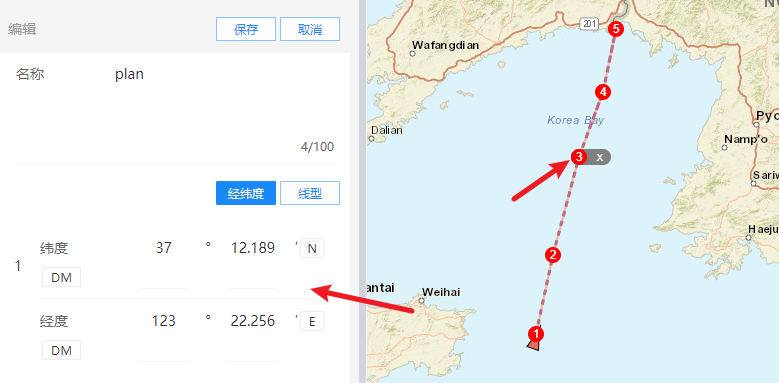 编辑
保存
取消
名称
plan
4/100
经纬度
线型
1
纬度
37
°
12.189
′
N
DM
经度
123
°
22.256
′
E
DM
201
5
Wafangdian
4
Korea Bay
Dalian
3
X
Pyo
Namp'o
Sariw
Haeju
2
antai
Weihai
1